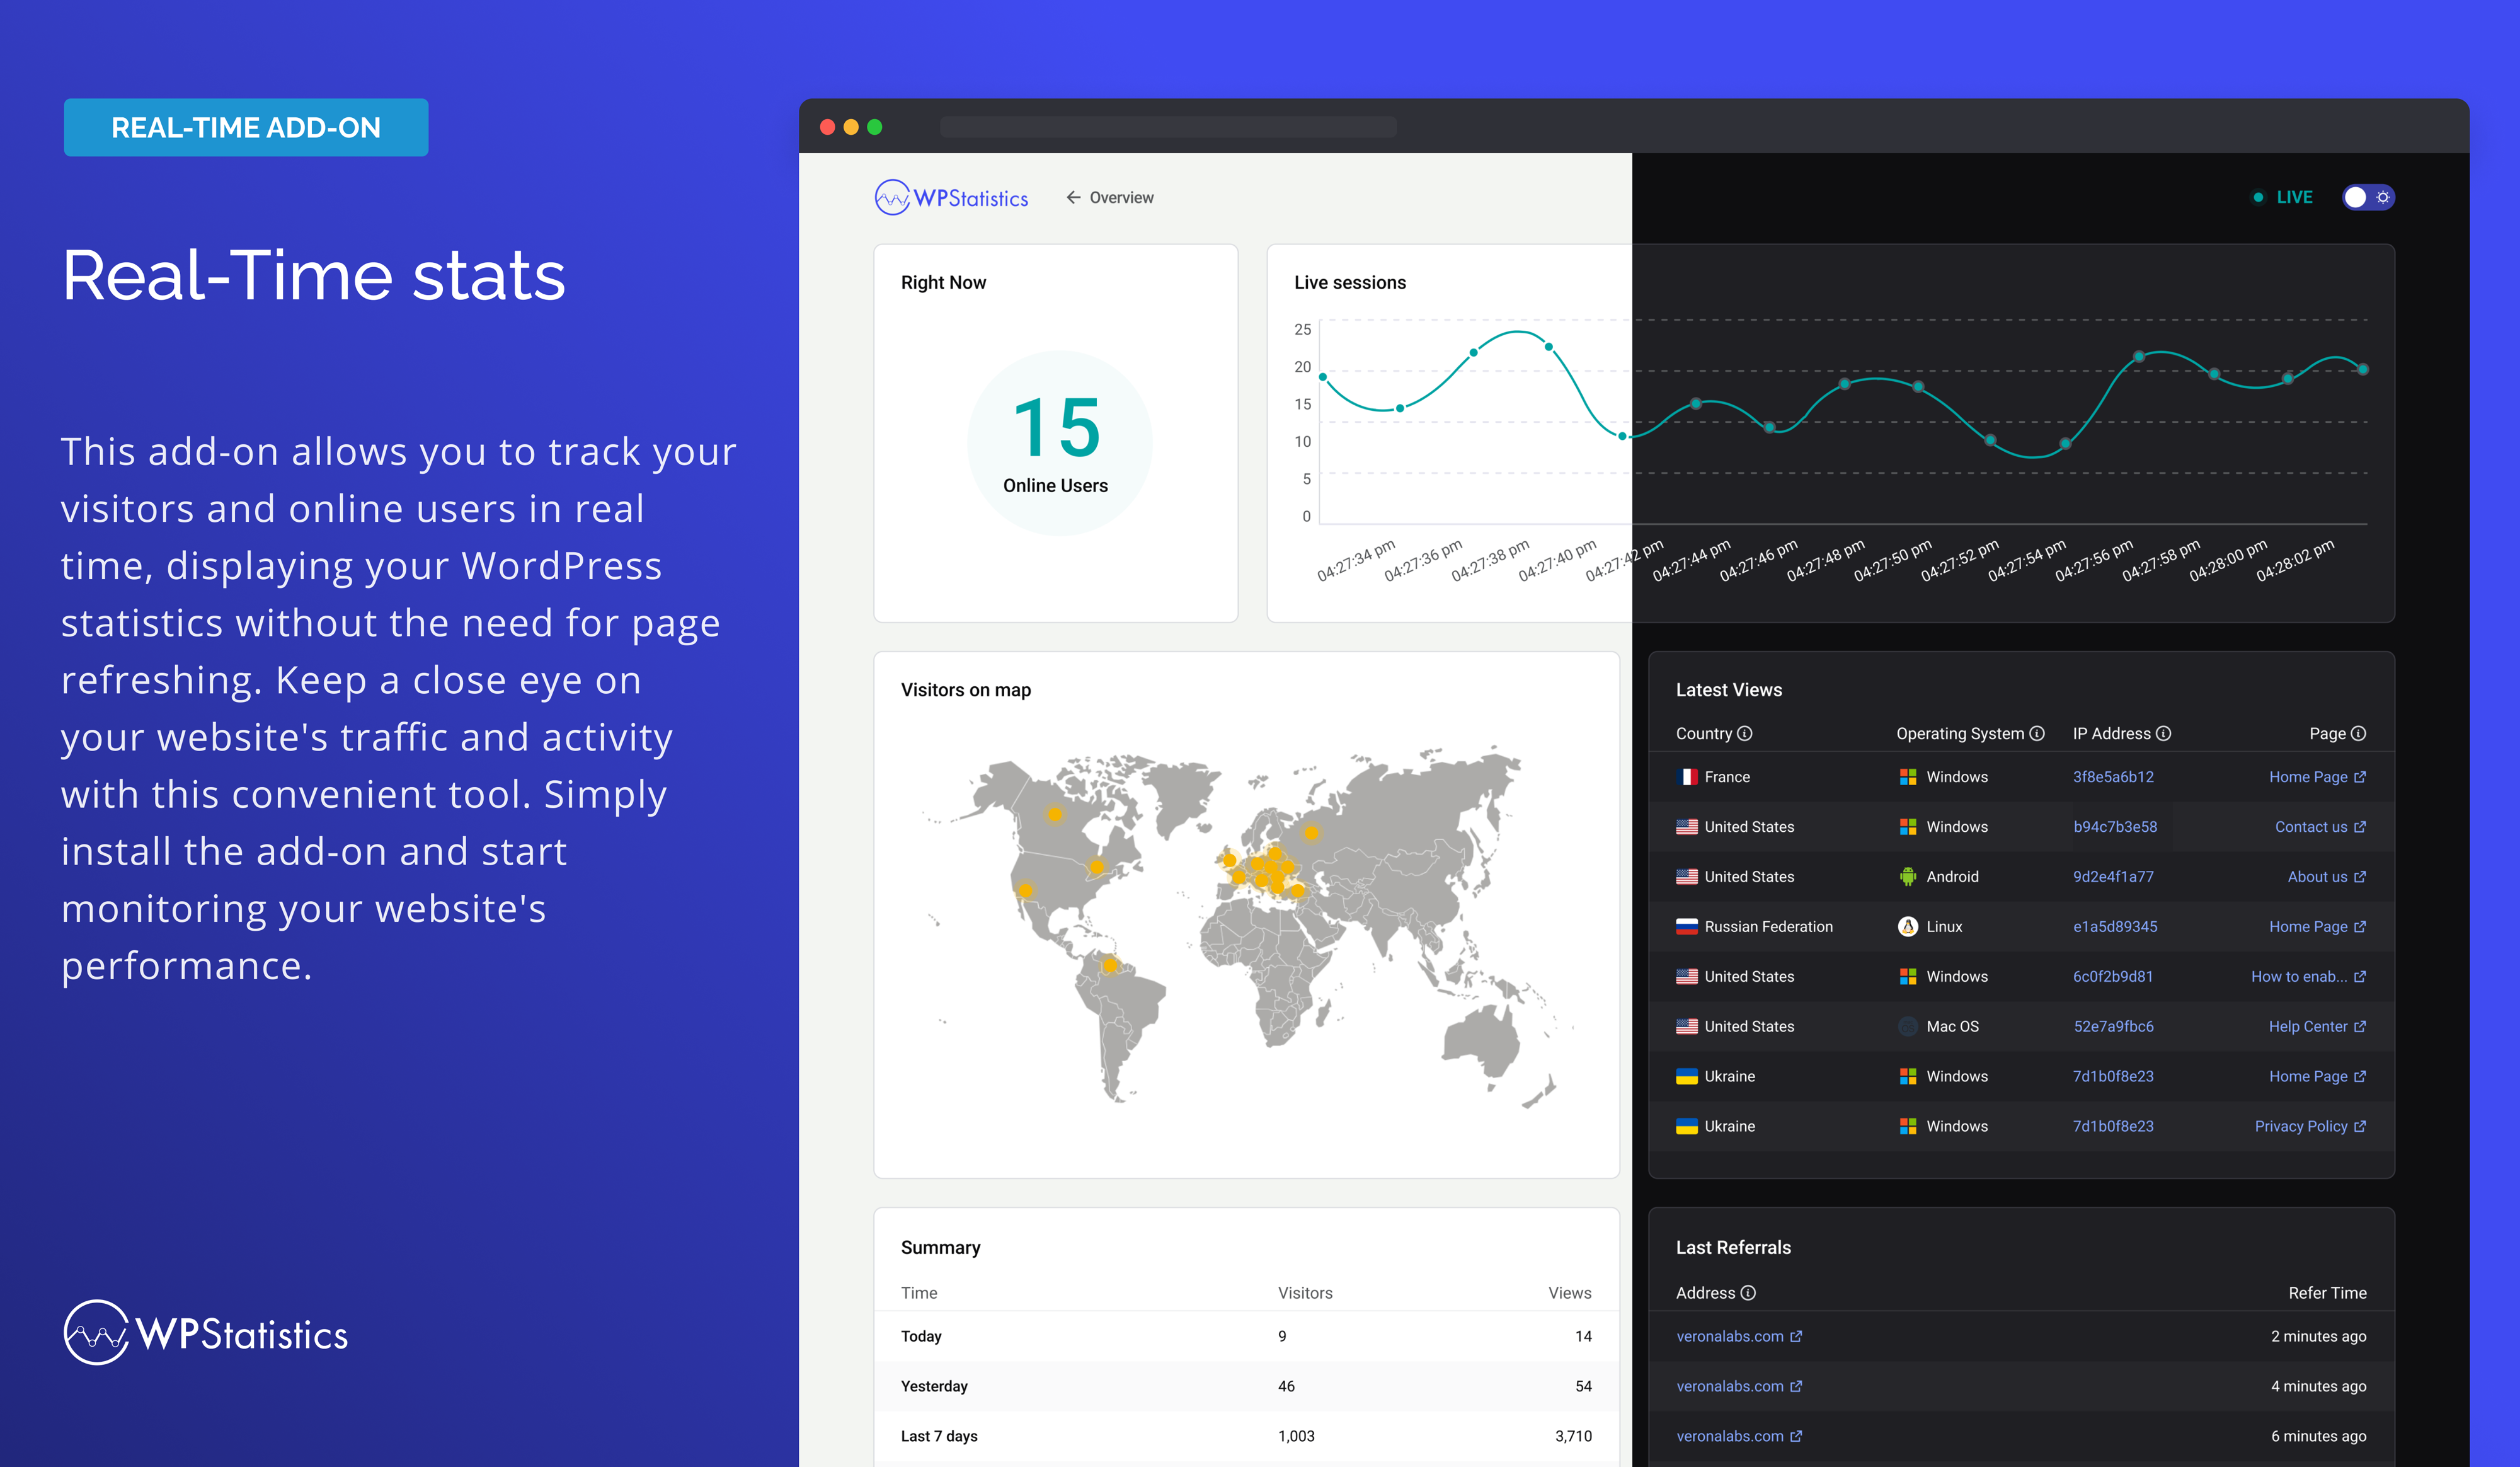 REAL-TIME ADD-ON
Real-Time stats
This add-on allows you to track your
visitors and online users in real
time, displaying your WordPress
statistics without the need for page
refreshing. Keep a close eye on
your website's traffic and activity
with this convenient tool. Simply
install the add-on and start
monitoring your website's
performance.
WPStatistics
WPStatistics
← Overview
LIVE
Right Now
15
Online Users
Live sessions
25
20
15
10
5
0
04:27:34 pm
04:27:36 pm
04:27:38 pm
04:27:40 pm
04:27:42 pm
04:27:44 pm
04:27:46 pm
04:27:48 pm
04:27:50 pm
04:27:52 pm
04:27:54 pm
04:27:56 pm
04:27:58 pm
04:28:00 pm
04:28:02 pm
Visitors on map
Latest Views
Country Operating System IP Address Page
France Windows 3f8e5a6b12 Home Page
United States Windows b94c7b3e58 Contact us
United States Android 9d2e4f1a77 About us
Russian Federation Linux e1a5d89345 Home Page
United States Windows 6c0f2b9d81 How to enab...
United States Mac OS 52e7a9fbc6 Help Center
Ukraine Windows 7d1b0f8e23 Home Page
Ukraine Windows 7d1b0f8e23 Privacy Policy
Summary
Time Visitors Views
Today 9 14
Yesterday 46 54
Last 7 days 1,003 3,710
Last Referrals
Address Refer Time
veronalabs.com 2 minutes ago
veronalabs.com 4 minutes ago
veronalabs.com 6 minutes ago